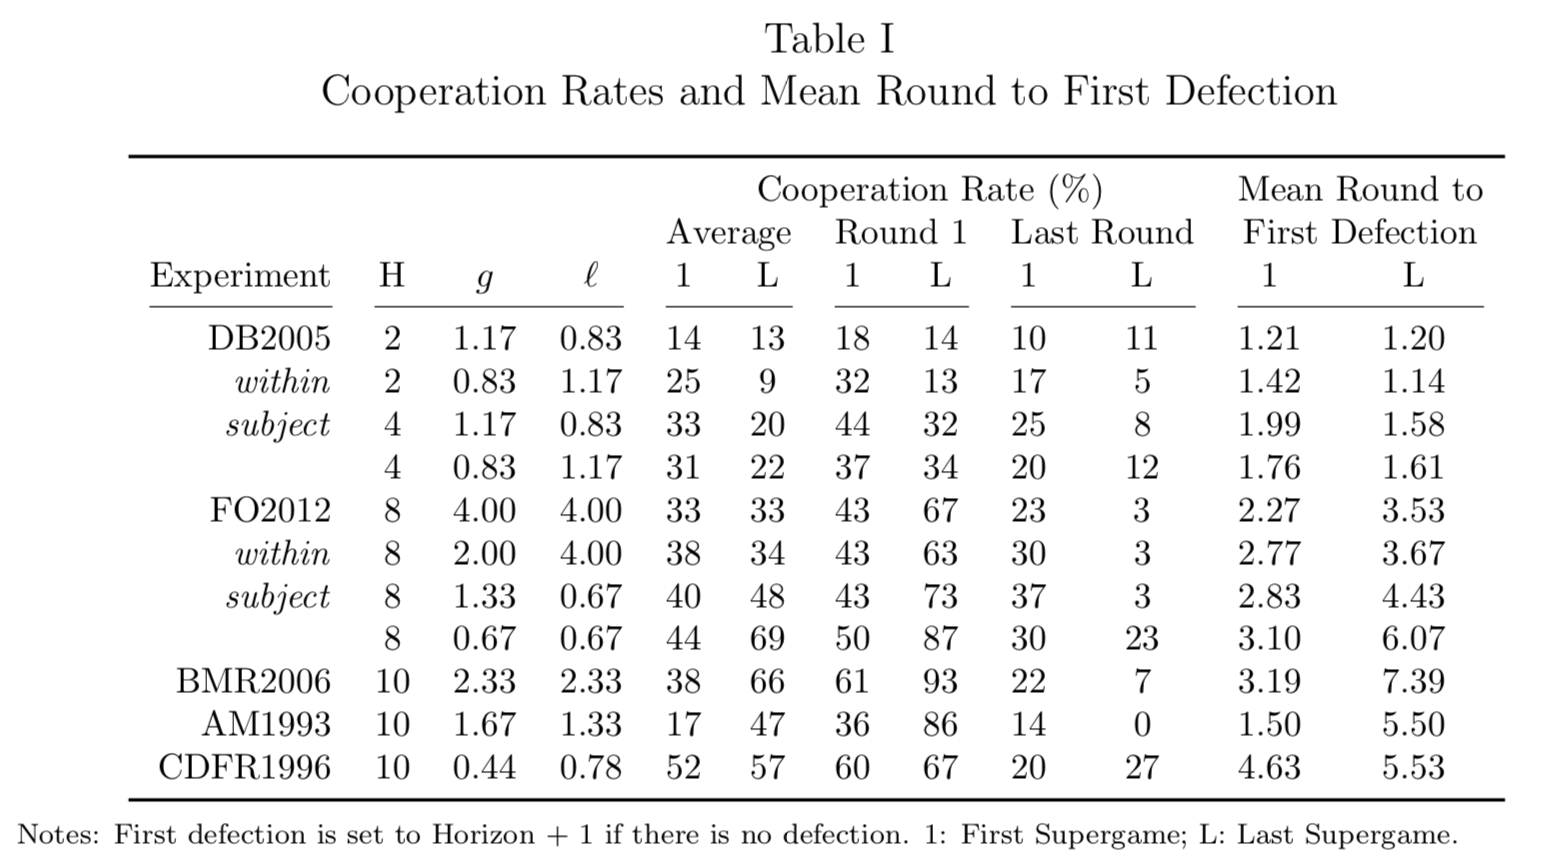 Table I
Cooperation Rates and Mean Round to First Defection
Cooperation Rate (%) Mean Round to
Average Round 1 Last Round First Defection
Experiment H g ℓ 1 L 1 L 1 L 1 L
DB2005 2 1.17 0.83 14 13 18 14 10 11 1.21 1.20
within 2 0.83 1.17 25 9 32 13 17 5 1.42 1.14
subject 4 1.17 0.83 33 20 44 32 25 8 1.99 1.58
4 0.83 1.17 31 22 37 34 20 12 1.76 1.61
FO2012 8 4.00 4.00 33 33 43 67 23 3 2.27 3.53
within 8 2.00 4.00 38 34 43 63 30 3 2.77 3.67
subject 8 1.33 0.67 40 48 43 73 37 3 2.83 4.43
8 0.67 0.67 44 69 50 87 30 23 3.10 6.07
BMR2006 10 2.33 2.33 38 66 61 93 22 7 3.19 7.39
AM1993 10 1.67 1.33 17 47 36 86 14 0 1.50 5.50
CDFR1996 10 0.44 0.78 52 57 60 67 20 27 4.63 5.53
Notes: First defection is set to Horizon + 1 if there is no defection. 1: First Supergame; L: Last Supergame.